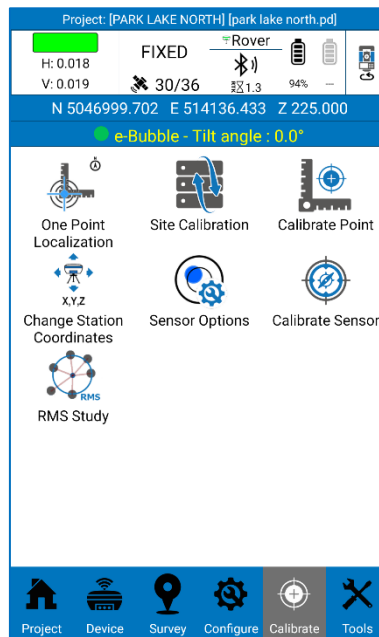 Project: [PARK LAKE NORTH] [park lake north.pd]
H: 0.018
V: 0.019
FIXED
30/36
Rover
1.3
94%
--
N 5046999.702 E 514136.433 Z 225.000
e-Bubble - Tilt angle : 0.0°
One Point
Localization
Site Calibration
Calibrate Point
X,Y,Z
Change Station
Coordinates
Sensor Options
Calibrate Sensor
RMS
RMS Study
Project Device Survey Configure Calibrate Tools